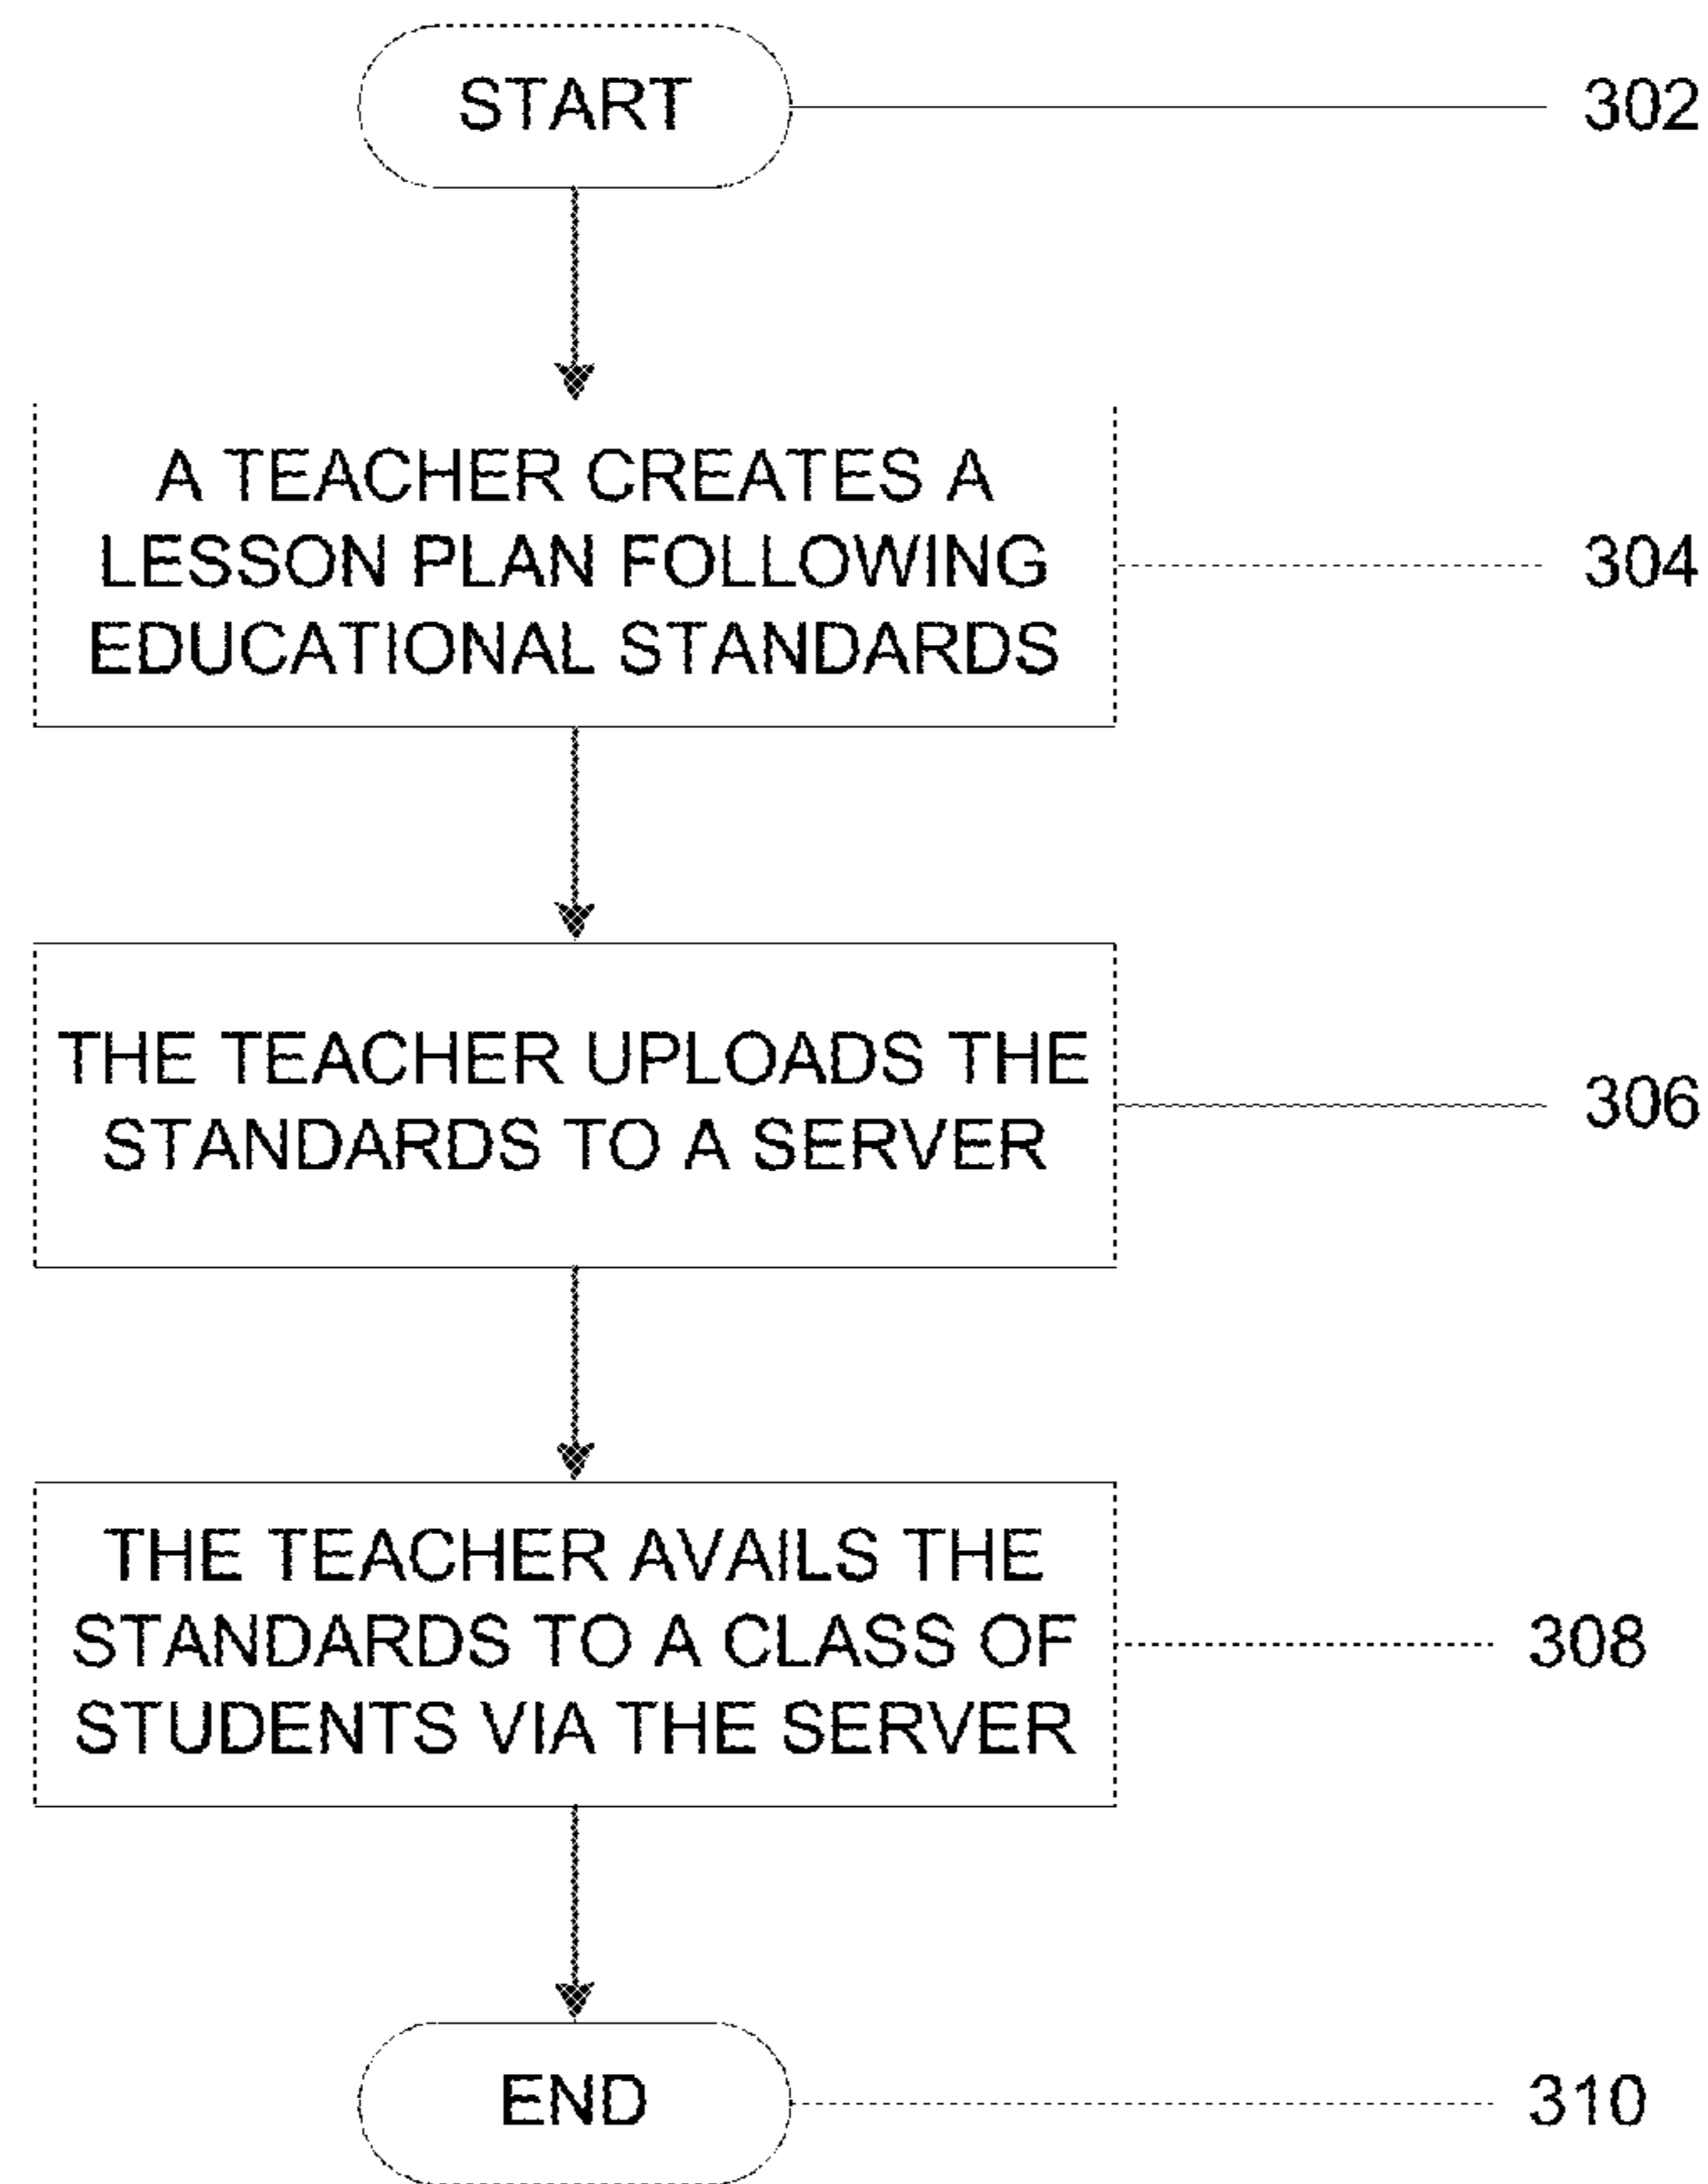 START
302
A TEACHER CREATES A
LESSON PLAN FOLLOWING
EDUCATIONAL STANDARDS
304
THE TEACHER UPLOADS THE
STANDARDS TO A SERVER
306
THE TEACHER AVAILS THE
STANDARDS TO A CLASS OF
STUDENTS VIA THE SERVER
308
END
310